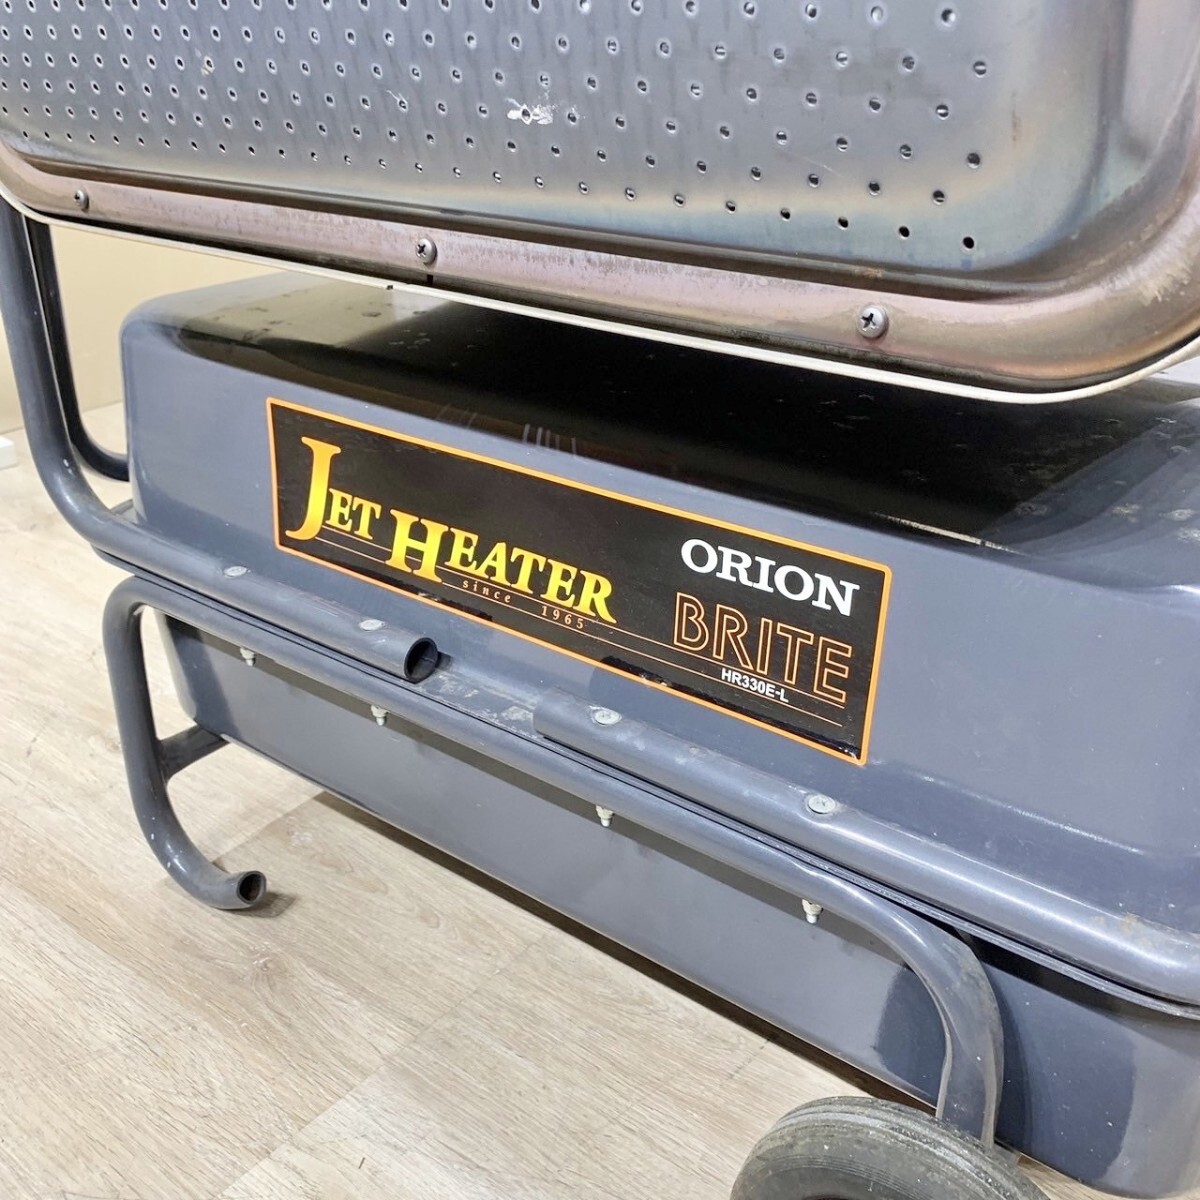 JET HEATER
since 1965
ORION
BRITE
HR330E-L